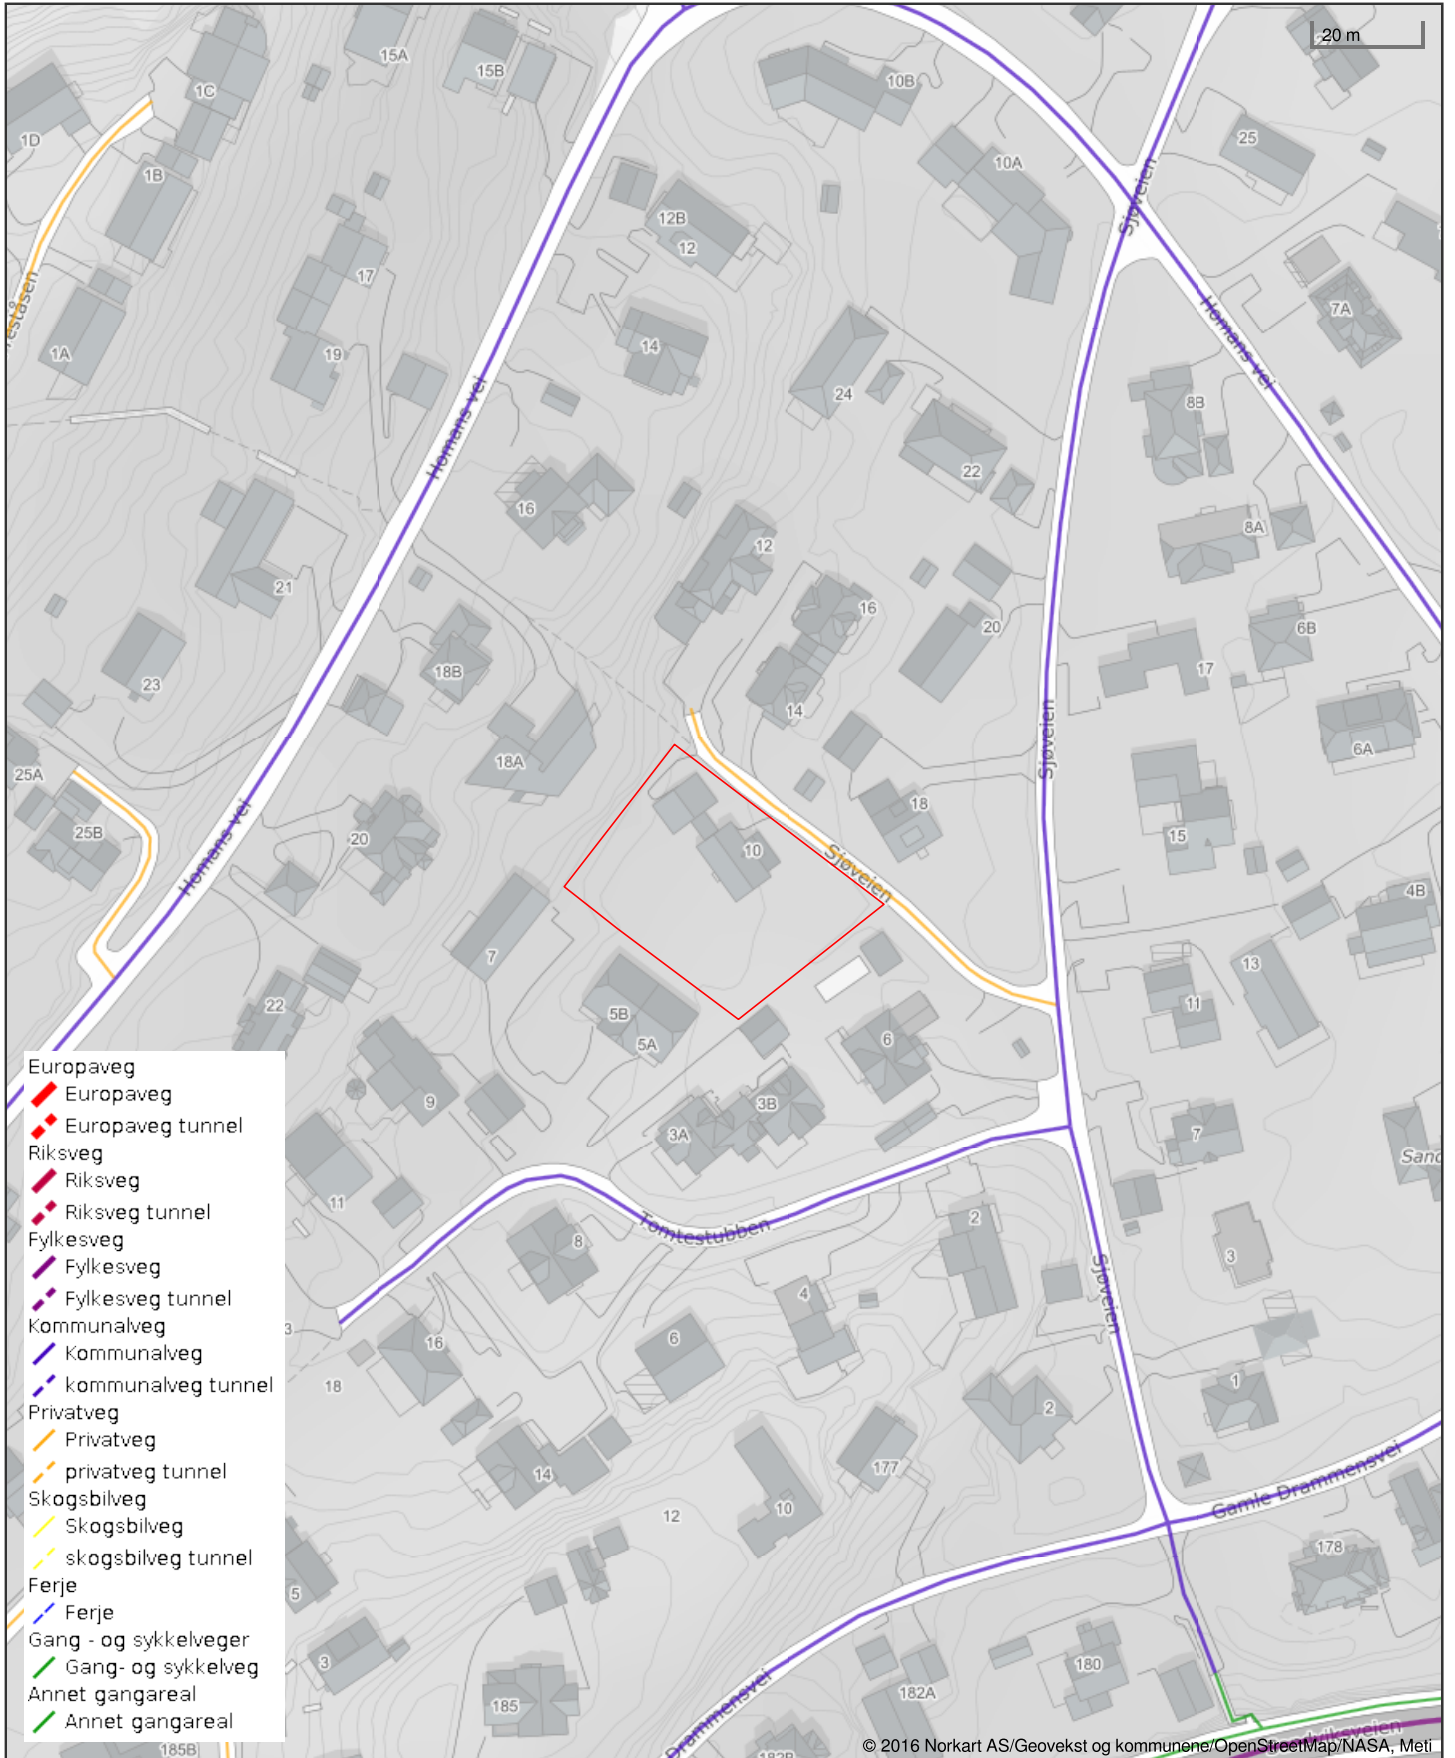 20 m
15A
15B
1C
10B
1D
25
10A
1B
12B
12
17
7A
Sjøveien
Homans vei
1A
19
14
24
8B
Homans vei
22
16
8A
12
21
16
20
6B
18B
17
23
14
18A
6A
Sjøveien
25A
18
25B
20
15
10
Sjøveien
Homans vei
4B
7
13
22
5B
11
5A
6
9
3B
3A
7
11
Tomtestubben
8
2
3
4
Sjøveien
6
16
18
1
2
14
177
12
10
Gamle Drammensvei
178
5
3
180
185
182A
Drammensvei
185B
Europaveg
Europaveg
Europaveg tunnel
Riksveg
Riksveg
Riksveg tunnel
Fylkesveg
Fylkesveg
Fylkesveg tunnel
Kommunalveg
Kommunalveg
kommunalveg tunnel
Privatveg
Privatveg
privatveg tunnel
Skogsbilveg
Skogsbilveg
skogsbilveg tunnel
Ferje
Ferje
Gang - og sykkelveger
Gang- og sykkelveg
Annet gangareal
Annet gangareal
© 2016 Norkart AS/Geovekst og kommunene/OpenStreetMap/NASA, Meti